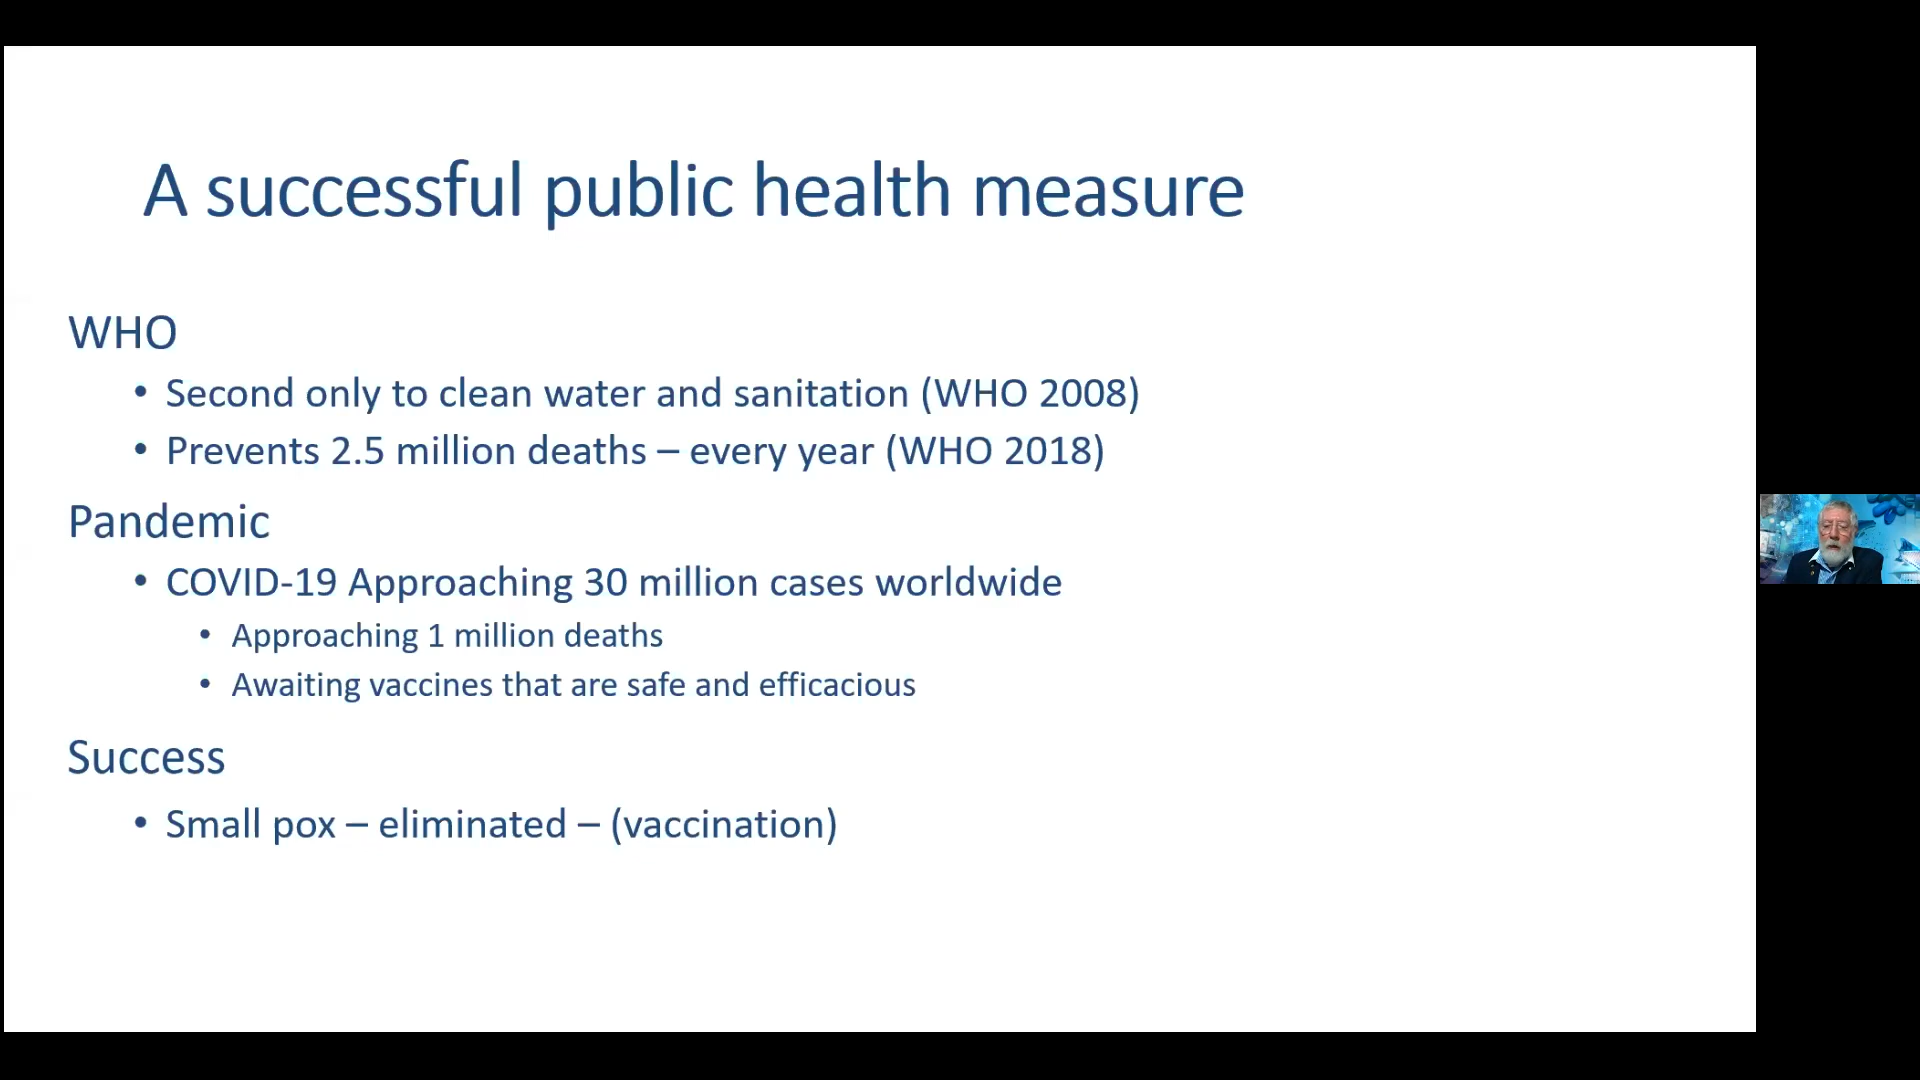 A successful public health measure
WHO
• Second only to clean water and sanitation (WHO 2008)
• Prevents 2.5 million deaths – every year (WHO 2018)
Pandemic
• COVID-19 Approaching 30 million cases worldwide
• Approaching 1 million deaths
• Awaiting vaccines that are safe and efficacious
Success
• Small pox – eliminated – (vaccination)